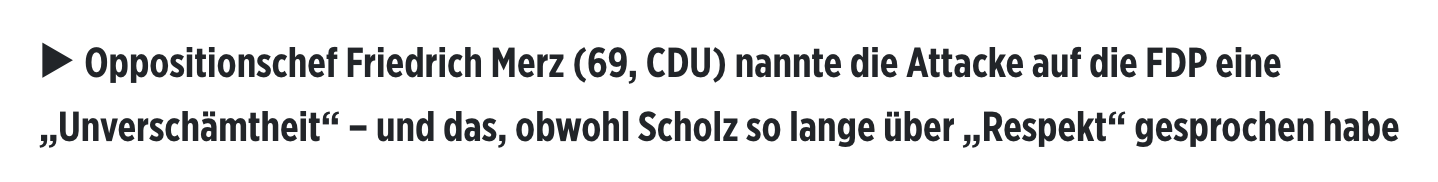 ▶ Oppositionschef Friedrich Merz (69, CDU) nannte die Attacke auf die FDP eine
„Unverschämtheit“ – und das, obwohl Scholz so lange über „Respekt“ gesprochen habe